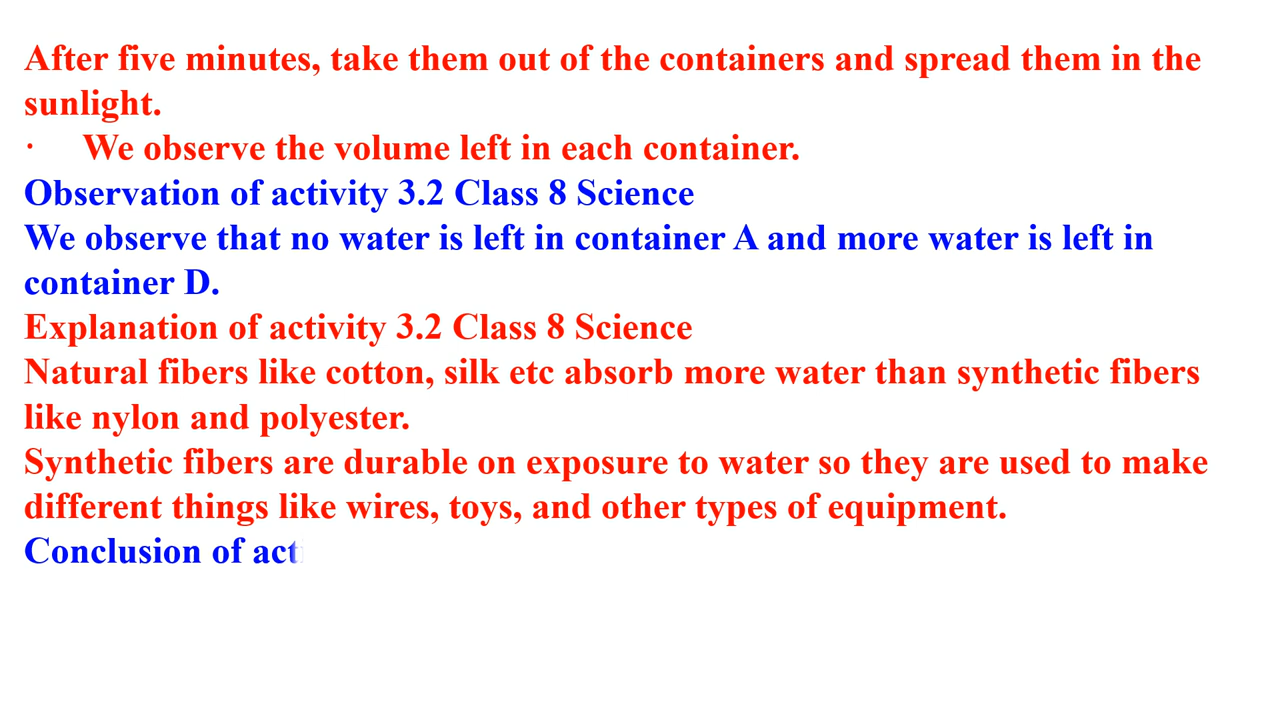 After five minutes, take them out of the containers and spread them in the
sunlight.
· We observe the volume left in each container.
Observation of activity 3.2 Class 8 Science
We observe that no water is left in container A and more water is left in
container D.
Explanation of activity 3.2 Class 8 Science
Natural fibers like cotton, silk etc absorb more water than synthetic fibers
like nylon and polyester.
Synthetic fibers are durable on exposure to water so they are used to make
different things like wires, toys, and other types of equipment.
Conclusion of act